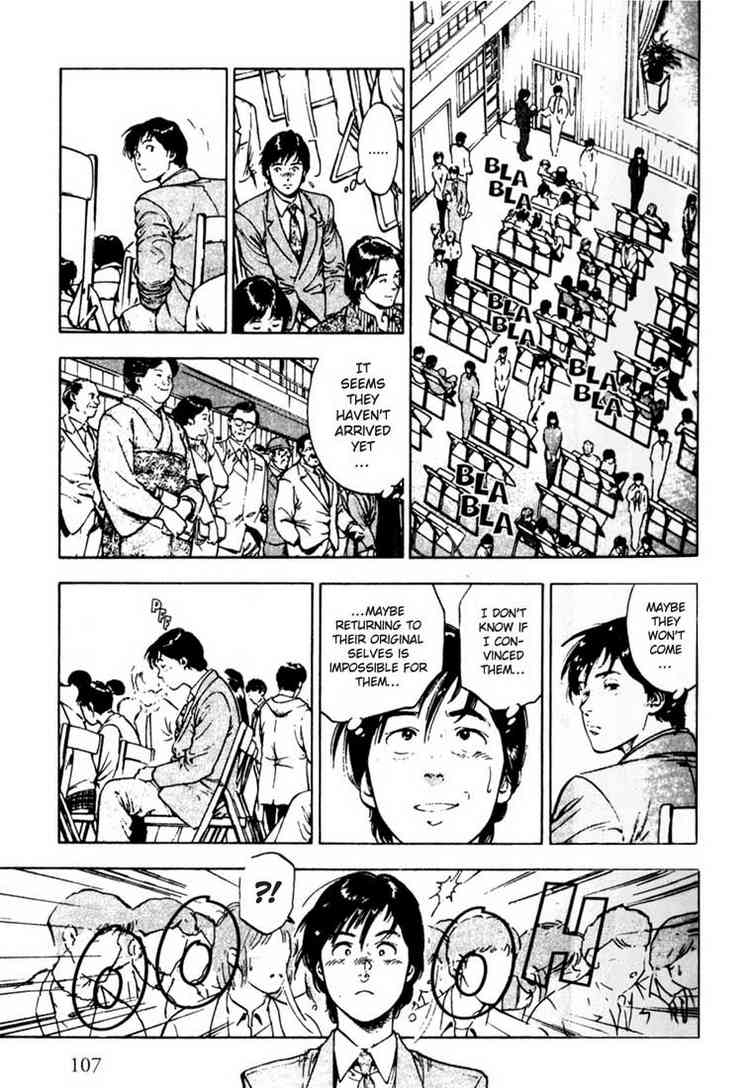 BLA
BLA
BLA
BLA
BLA
BLA
BLA
BLA
......
IT
SEEMS
THEY
HAVEN'T
ARRIVED
YET
...
MAYBE
THEY
WON'T
COME
...
I DON'T
KNOW IF
I CON-
VINCED
THEM...
...MAYBE
RETURNING TO
THEIR ORIGINAL
SELVES IS
IMPOSSIBLE FOR
THEM...
PFF
?!
OOOH
107